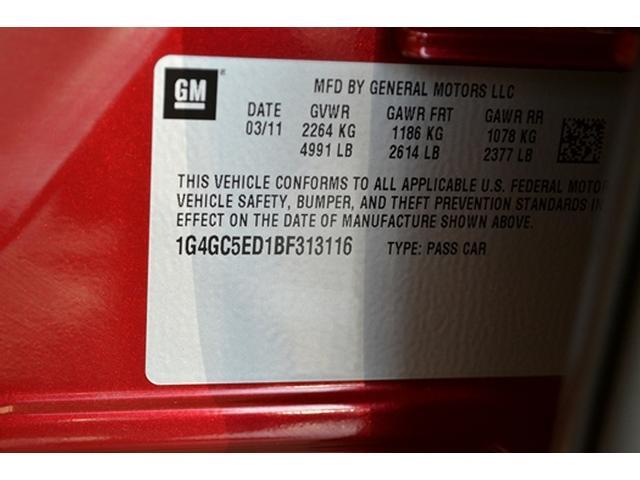 GM
MFD BY GENERAL MOTORS LLC
DATE GVWR GAWR FRT GAWR RR
03/11 2264 KG 1186 KG 1078 KG
4991 LB 2614 LB 2377 LB
THIS VEHICLE CONFORMS TO ALL APPLICABLE U.S. FEDERAL MOTOR
VEHICLE SAFETY, BUMPER, AND THEFT PREVENTION STANDARDS IN
EFFECT ON THE DATE OF MANUFACTURE SHOWN ABOVE.
1G4GC5ED1BF313116 TYPE: PASS CAR